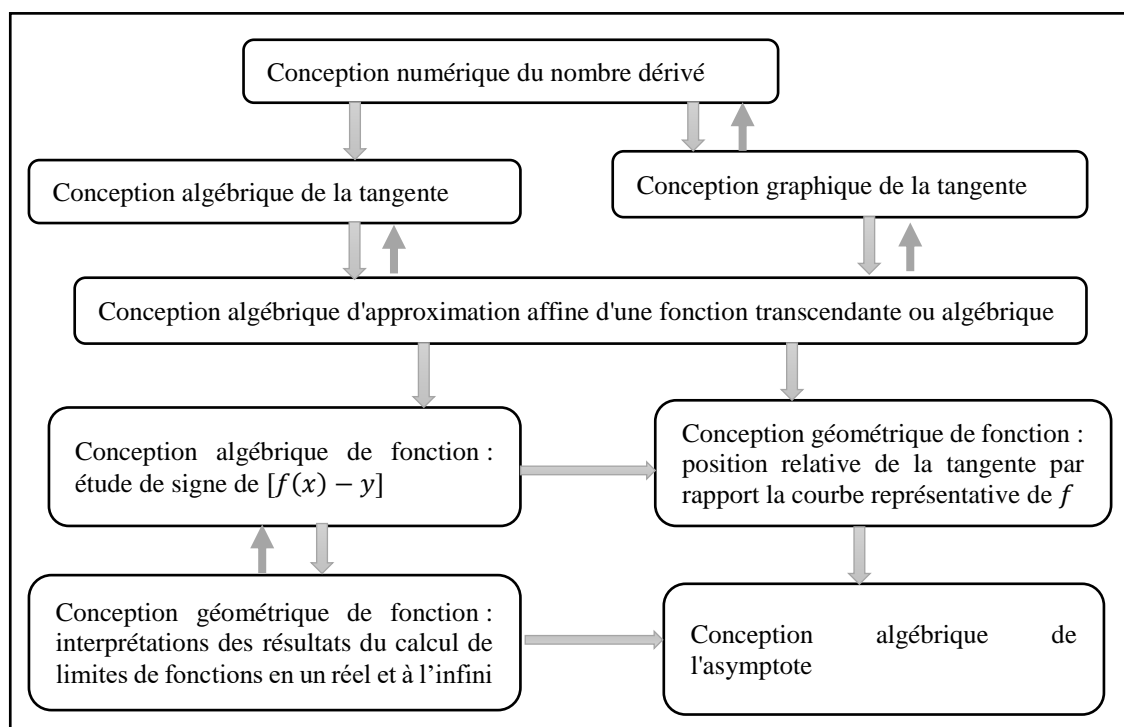 Conception numérique du nombre dérivé
Conception algébrique de la tangente
Conception graphique de la tangente
Conception algébrique d'approximation affine d'une fonction transcendante ou algébrique
Conception algébrique de fonction :
étude de signe de [f(x) − y]
Conception géométrique de fonction :
position relative de la tangente par
rapport la courbe représentative de f
Conception géométrique de fonction :
interprétations des résultats du calcul de
limites de fonctions en un réel et à l’infini
Conception algébrique de
l'asymptote